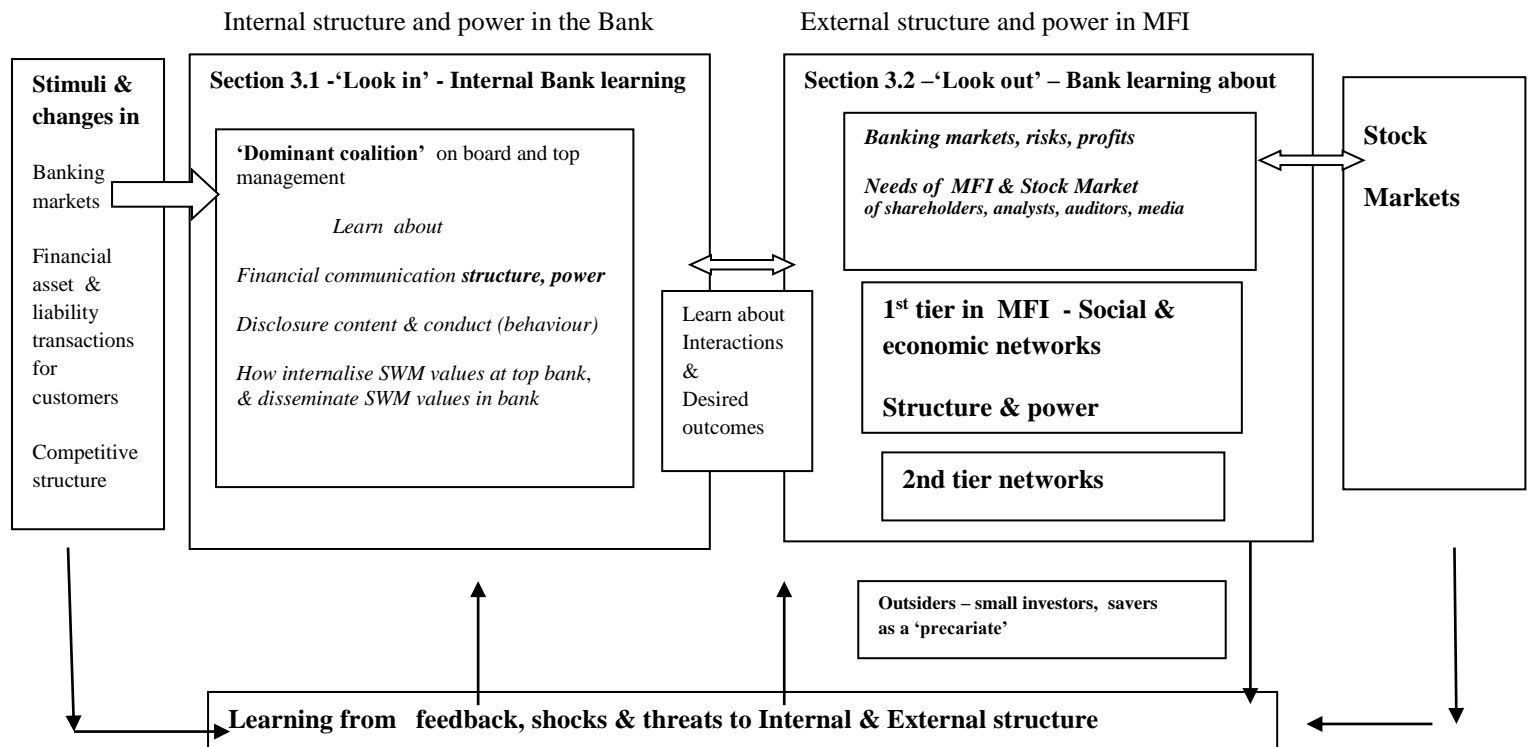 Internal structure and power in the Bank
External structure and power in MFI
Stimuli &
changes in
Banking
markets
Financial
asset &
liability
transactions
for
customers
Competitive
structure
Section 3.1 -‘Look in’ - Internal Bank learning
‘Dominant coalition’ on board and top
management
Learn about
Financial communication structure, power
Disclosure content & conduct (behaviour)
How internalise SWM values at top bank,
& disseminate SWM values in bank
Learn about
Interactions
&
Desired
outcomes
Section 3.2 –‘Look out’ – Bank learning about
Banking markets, risks, profits
Needs of MFI & Stock Market
of shareholders, analysts, auditors, media
1st tier in MFI - Social &
economic networks
Structure & power
2nd tier networks
Stock
Markets
Outsiders – small investors, savers
as a ‘precariate’
Learning from feedback, shocks & threats to Internal & External structure